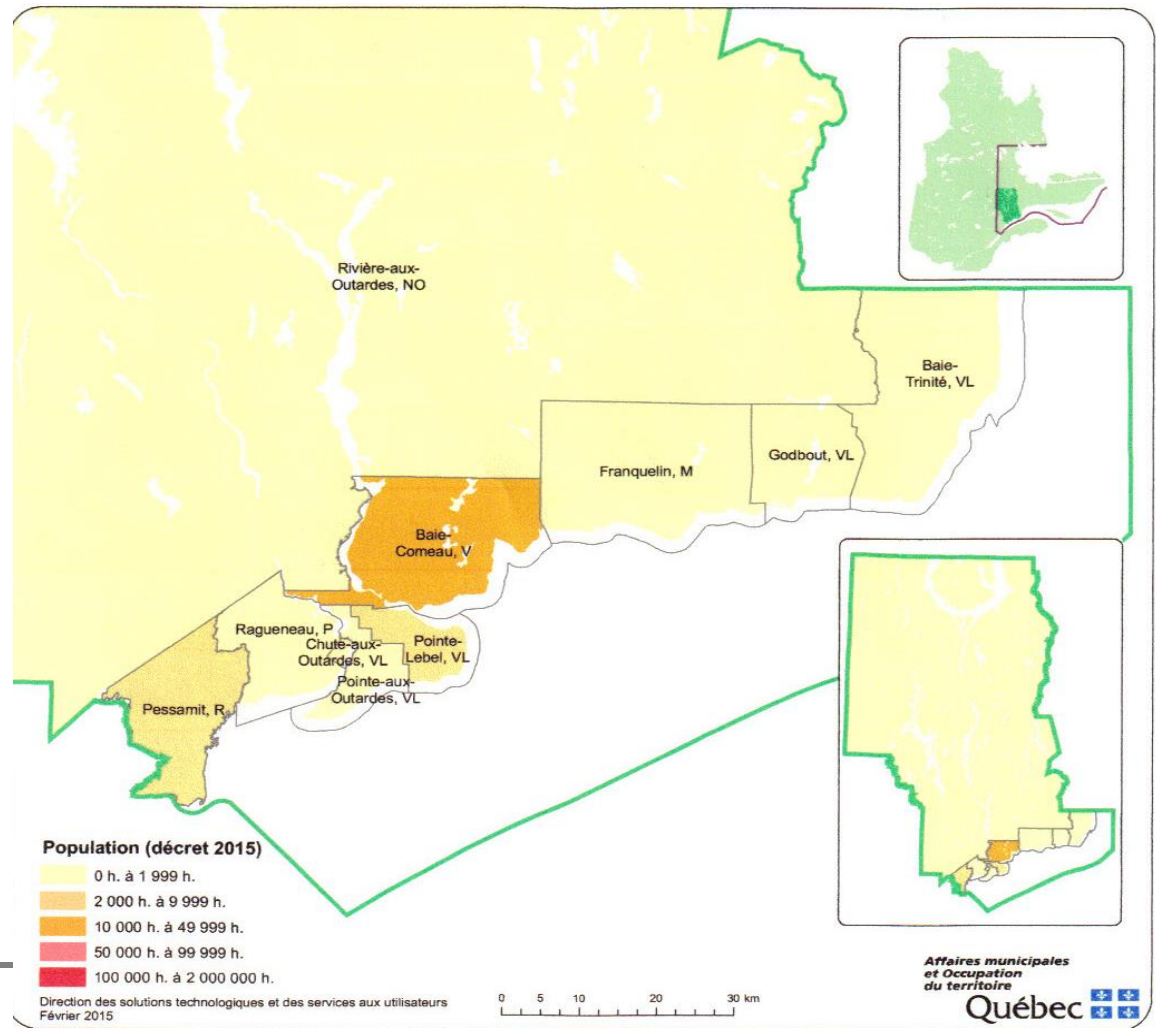 Rivière-aux-
Outardes, NO
Baie-
Trinité, VL
Godbout, VL
Franquelin, M
Baie-
Comeau, V
Ragueneau, P
Chute-aux-
Outardes, VL
Pointe-
Lebel, VL
Pointe-aux-
Outardes, VL
Pessamit, R
Population (décret 2015)
0 h. à 1 999 h.
2 000 h. à 9 999 h.
10 000 h. à 49 999 h.
50 000 h. à 99 999 h.
100 000 h. à 2 000 000 h.
Direction des solutions technologiques et des services aux utilisateurs
Février 2015
0 5 10 20 30 km
Affaires municipales
et Occupation
du territoire
Québec